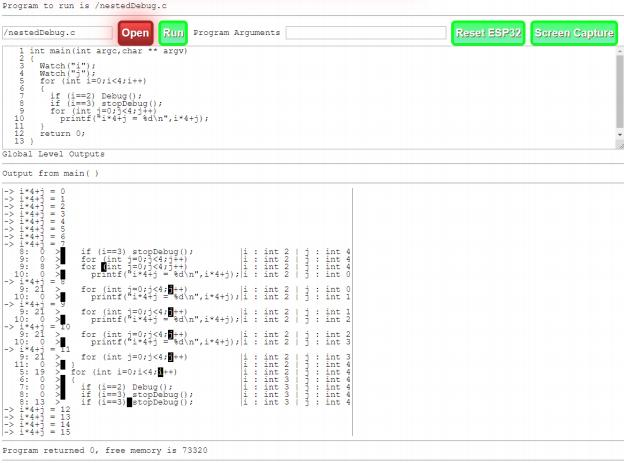 Program to run is /nestedDebug.c
/nestedDebug.c Open Run Program Arguments Reset ESP32 Screen Capture
1 int main(int argc,char ** argv)
2 {
3 Watch("i");
4 Watch("j");
5 for (int i=0;i<4;i++)
6 {
7 if (i==2) Debug();
8 if (i==3) stopDebug();
9 for (int j=0;j<4;j++)
10 printf("i*4+j = %d\n",i*4+j);
11 }
12 return 0;
13 }
Global Level Outputs
Output from main( )
-> i*4+j = 0
-> i*4+j = 1
-> i*4+j = 2
-> i*4+j = 3
-> i*4+j = 4
-> i*4+j = 5
-> i*4+j = 6
-> i*4+j = 7
8: 0 > if (i==3) stopDebug(); |i : int 2 | j : int 4
9: 0 > for (int j=0;j<4;j++) |i : int 2 | j : int 4
9: 8 > for (int j=0;j<4;j++) |i : int 2 | j : int 4
10: 0 > printf("i*4+j = %d\n",i*4+j);|i : int 2 | j : int 0
-> i*4+j = 8
9: 21 > for (int j=0;j<4;j++) |i : int 2 | j : int 0
10: 0 > printf("i*4+j = %d\n",i*4+j);|i : int 2 | j : int 1
-> i*4+j = 9
9: 21 > for (int j=0;j<4;j++) |i : int 2 | j : int 1
10: 0 > printf("i*4+j = %d\n",i*4+j);|i : int 2 | j : int 2
-> i*4+j = 10
9: 21 > for (int j=0;j<4;j++) |i : int 2 | j : int 2
10: 0 > printf("i*4+j = %d\n",i*4+j);|i : int 2 | j : int 3
-> i*4+j = 11
9: 21 > for (int j=0;j<4;j++) |i : int 2 | j : int 3
11: 0 > } |i : int 2 | j : int 4
5: 19 > for (int i=0;i<4;i++) |i : int 2 | j : int 4
6: 0 > { |i : int 3 | j : int 4
7: 0 > if (i==2) Debug(); |i : int 3 | j : int 4
8: 0 > if (i==3) stopDebug(); |i : int 3 | j : int 4
8: 13 > if (i==3) stopDebug(); |i : int 3 | j : int 4
-> i*4+j = 12
-> i*4+j = 13
-> i*4+j = 14
-> i*4+j = 15
Program returned 0, free memory is 73320